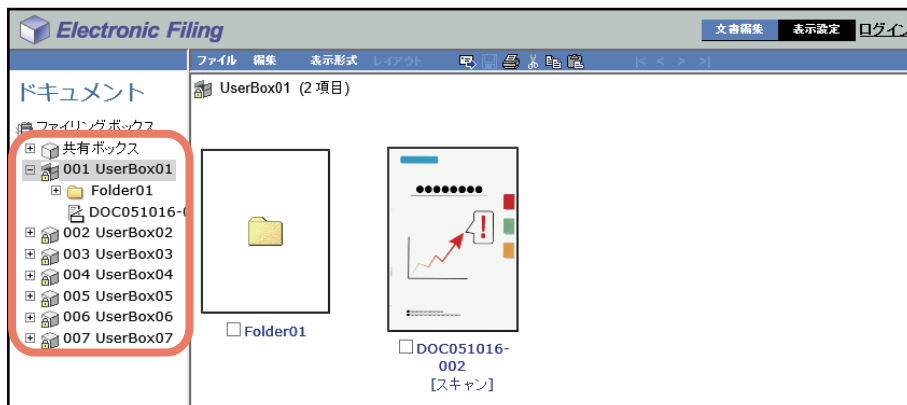 Electronic Filing
文書編集 表示設定 ログイン
ファイル 編集 表示形式 レイアウト |< < > >|
ドキュメント
UserBox01 (2 項目)
ファイリングボックス
共有ボックス
001 UserBox01
Folder01
DOC051016-
002 UserBox02
003 UserBox03
004 UserBox04
005 UserBox05
006 UserBox06
007 UserBox07
!
Folder01
DOC051016-
002
[スキャン]